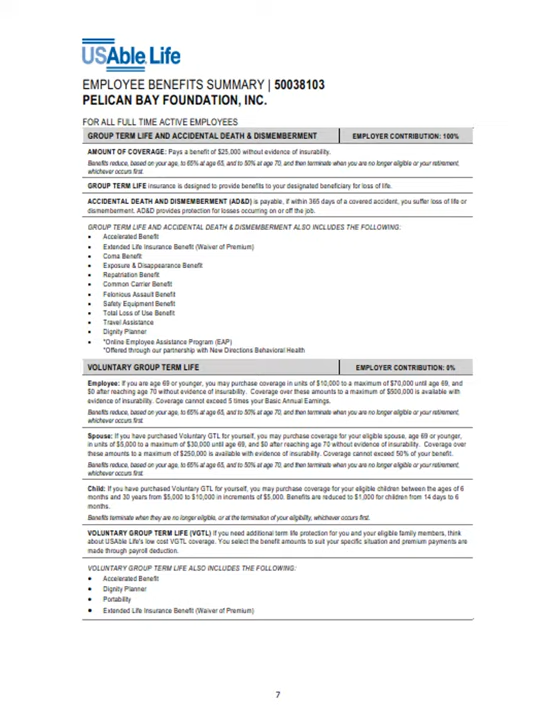 USAble Life
EMPLOYEE BENEFITS SUMMARY | 50038103
PELICAN BAY FOUNDATION, INC.
FOR ALL FULL TIME ACTIVE EMPLOYEES
GROUP TERM LIFE AND ACCIDENTAL DEATH & DISMEMBERMENT EMPLOYER CONTRIBUTION: 100%
AMOUNT OF COVERAGE: Pays a benefit of $25,000 without evidence of insurability.
Benefits reduce, based on your age, to 65% at age 65, and to 50% at age 70, and then terminate when you are no longer eligible or your retirement,
whichever occurs first.
GROUP TERM LIFE insurance is designed to provide benefits to your designated beneficiary for loss of life.
ACCIDENTAL DEATH AND DISMEMBERMENT (AD&D) is payable, if within 365 days of a covered accident, you suffer loss of life or
dismemberment. AD&D provides protection for losses occurring on or off the job.
GROUP TERM LIFE AND ACCIDENTAL DEATH & DISMEMBERMENT ALSO INCLUDES THE FOLLOWING:
• Accelerated Benefit
• Extended Life Insurance Benefit (Waiver of Premium)
• Coma Benefit
• Exposure & Disappearance Benefit
• Repatriation Benefit
• Common Carrier Benefit
• Felonious Assault Benefit
• Safety Equipment Benefit
• Total Loss of Use Benefit
• Travel Assistance
• Dignity Planner
• *Online Employee Assistance Program (EAP)
*Offered through our partnership with New Directions Behavioral Health
VOLUNTARY GROUP TERM LIFE EMPLOYER CONTRIBUTION: 0%
Employee: If you are age 69 or younger, you may purchase coverage in units of $10,000 to a maximum of $70,000 until age 69, and
$0 after reaching age 70 without evidence of insurability. Coverage over these amounts to a maximum of $500,000 is available with
evidence of insurability. Coverage cannot exceed 5 times your Basic Annual Earnings.
Benefits reduce, based on your age, to 65% at age 65, and to 50% at age 70, and then terminate when you are no longer eligible or your retirement,
whichever occurs first.
Spouse: If you have purchased Voluntary GTL for yourself, you may purchase coverage for your eligible spouse, age 69 or younger,
in units of $5,000 to a maximum of $30,000 until age 69, and $0 after reaching age 70 without evidence of insurability. Coverage over
these amounts to a maximum of $250,000 is available with evidence of insurability. Coverage cannot exceed 50% of your benefit.
Benefits reduce, based on your age, to 65% at age 65, and to 50% at age 70, and then terminate when you are no longer eligible or your retirement,
whichever occurs first.
Child: If you have purchased Voluntary GTL for yourself, you may purchase coverage for your eligible children between the ages of 6
months and 30 years from $5,000 to $10,000 in increments of $5,000. Benefits are reduced to $1,000 for children from 14 days to 6
months.
Benefits terminate when they are no longer eligible, or at the termination of your eligibility, whichever occurs first.
VOLUNTARY GROUP TERM LIFE (VGTL) If you need additional term life protection for you and your eligible family members, think
about USAble Life's low cost VGTL coverage. You select the benefit amounts to suit your specific situation and premium payments are
made through payroll deduction.
VOLUNTARY GROUP TERM LIFE ALSO INCLUDES THE FOLLOWING:
• Accelerated Benefit
• Dignity Planner
• Portability
• Extended Life Insurance Benefit (Waiver of Premium)
7